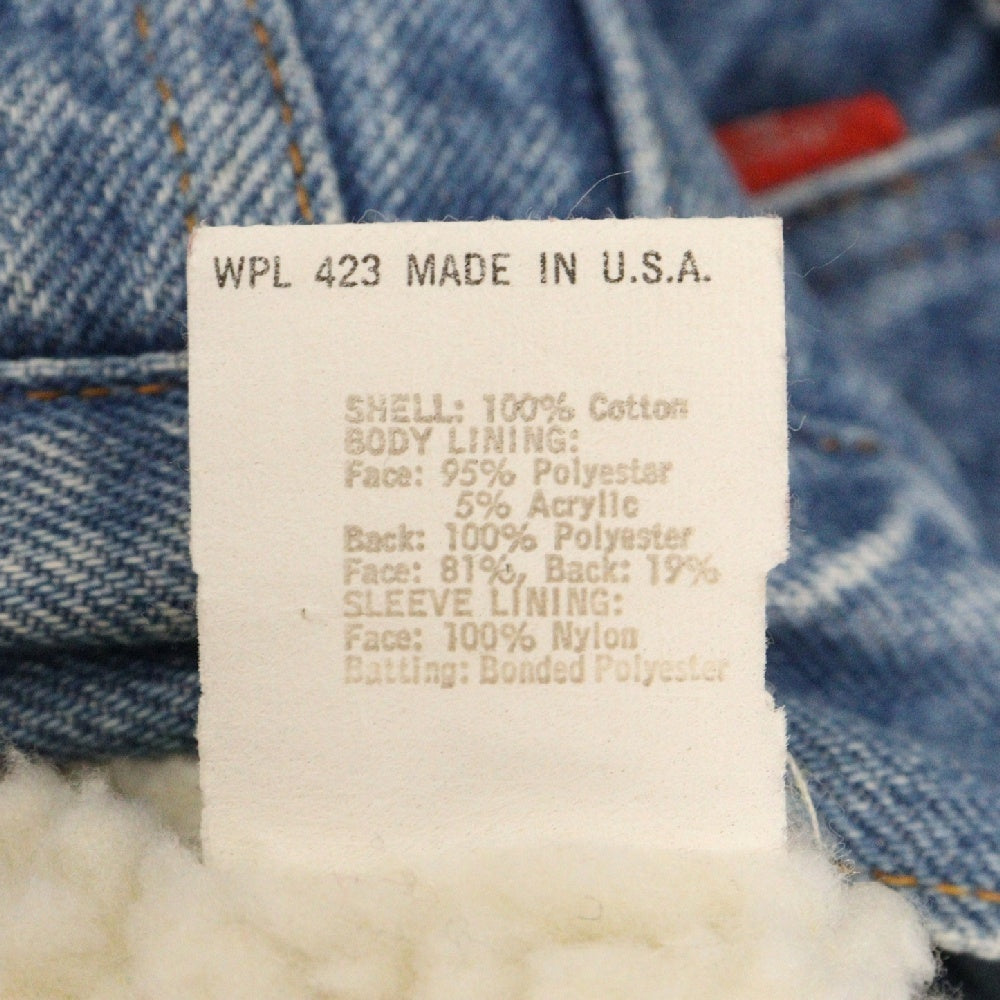 WPL 423 MADE IN U.S.A.
SHELL: 100% Cotton
BODY LINING:
Face: 95% Polyester
5% Acrylic
Back: 100% Polyester
Face: 81%, Back: 19%
SLEEVE LINING:
Face: 100% Nylon
Batting: Bonded Polyester